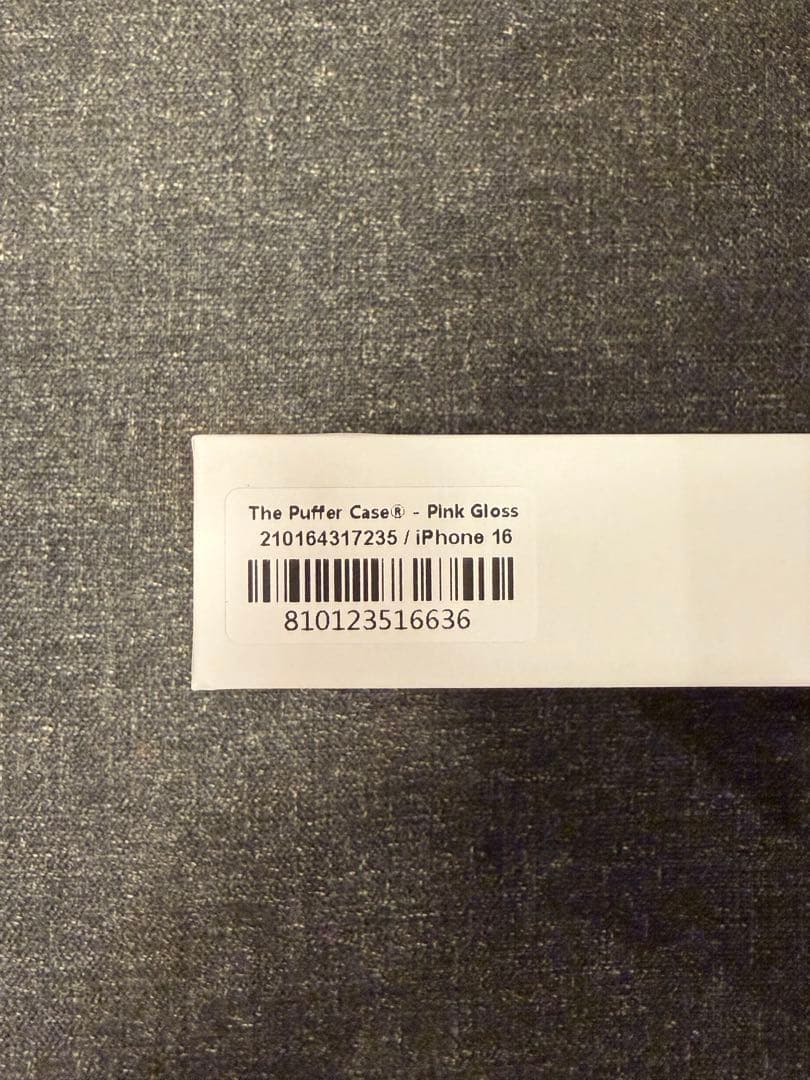 The Puffer Case® - Pink Gloss
210164317235 / iPhone 16
810123516636